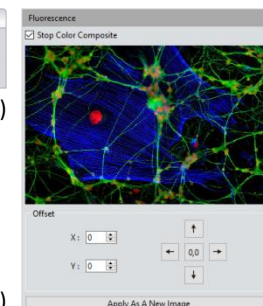 Fluorescence
Stop Color Composite
)
Offset
X: 0
0,0
Y: 0
)
Apply As A New Image